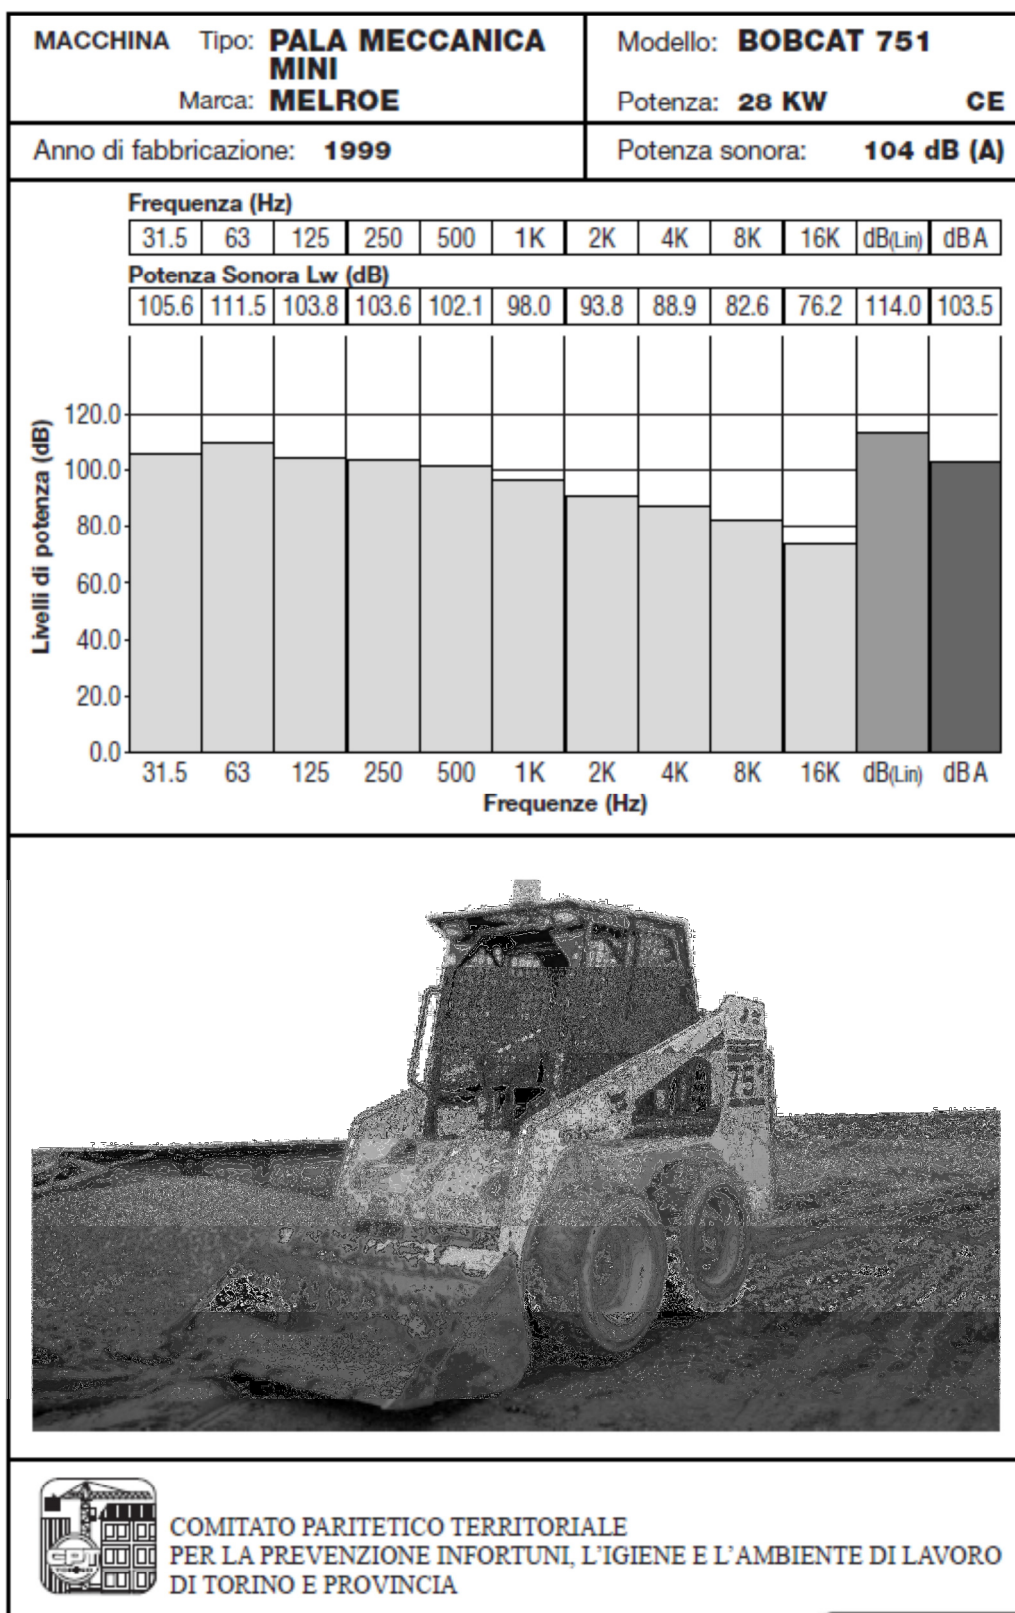 MACCHINA Tipo: PALA MECCANICA
MINI
Marca: MELROE
Modello: BOBCAT 751
Potenza: 28 KW CE
Anno di fabbricazione: 1999
Potenza sonora: 104 dB (A)
Frequenza (Hz)
31.5 63 125 250 500 1K 2K 4K 8K 16K dB(Lin) dBA
Potenza Sonora Lw (dB)
105.6 111.5 103.8 103.6 102.1 98.0 93.8 88.9 82.6 76.2 114.0 103.5
Livelli di potenza (dB)
120.0
100.0
80.0
60.0
40.0
20.0
0.0
31.5 63 125 250 500 1K 2K 4K 8K 16K dB(Lin) dBA
Frequenze (Hz)
751
CPT
COMITATO PARITETICO TERRITORIALE
PER LA PREVENZIONE INFORTUNI, L'IGIENE E L'AMBIENTE DI LAVORO
DI TORINO E PROVINCIA